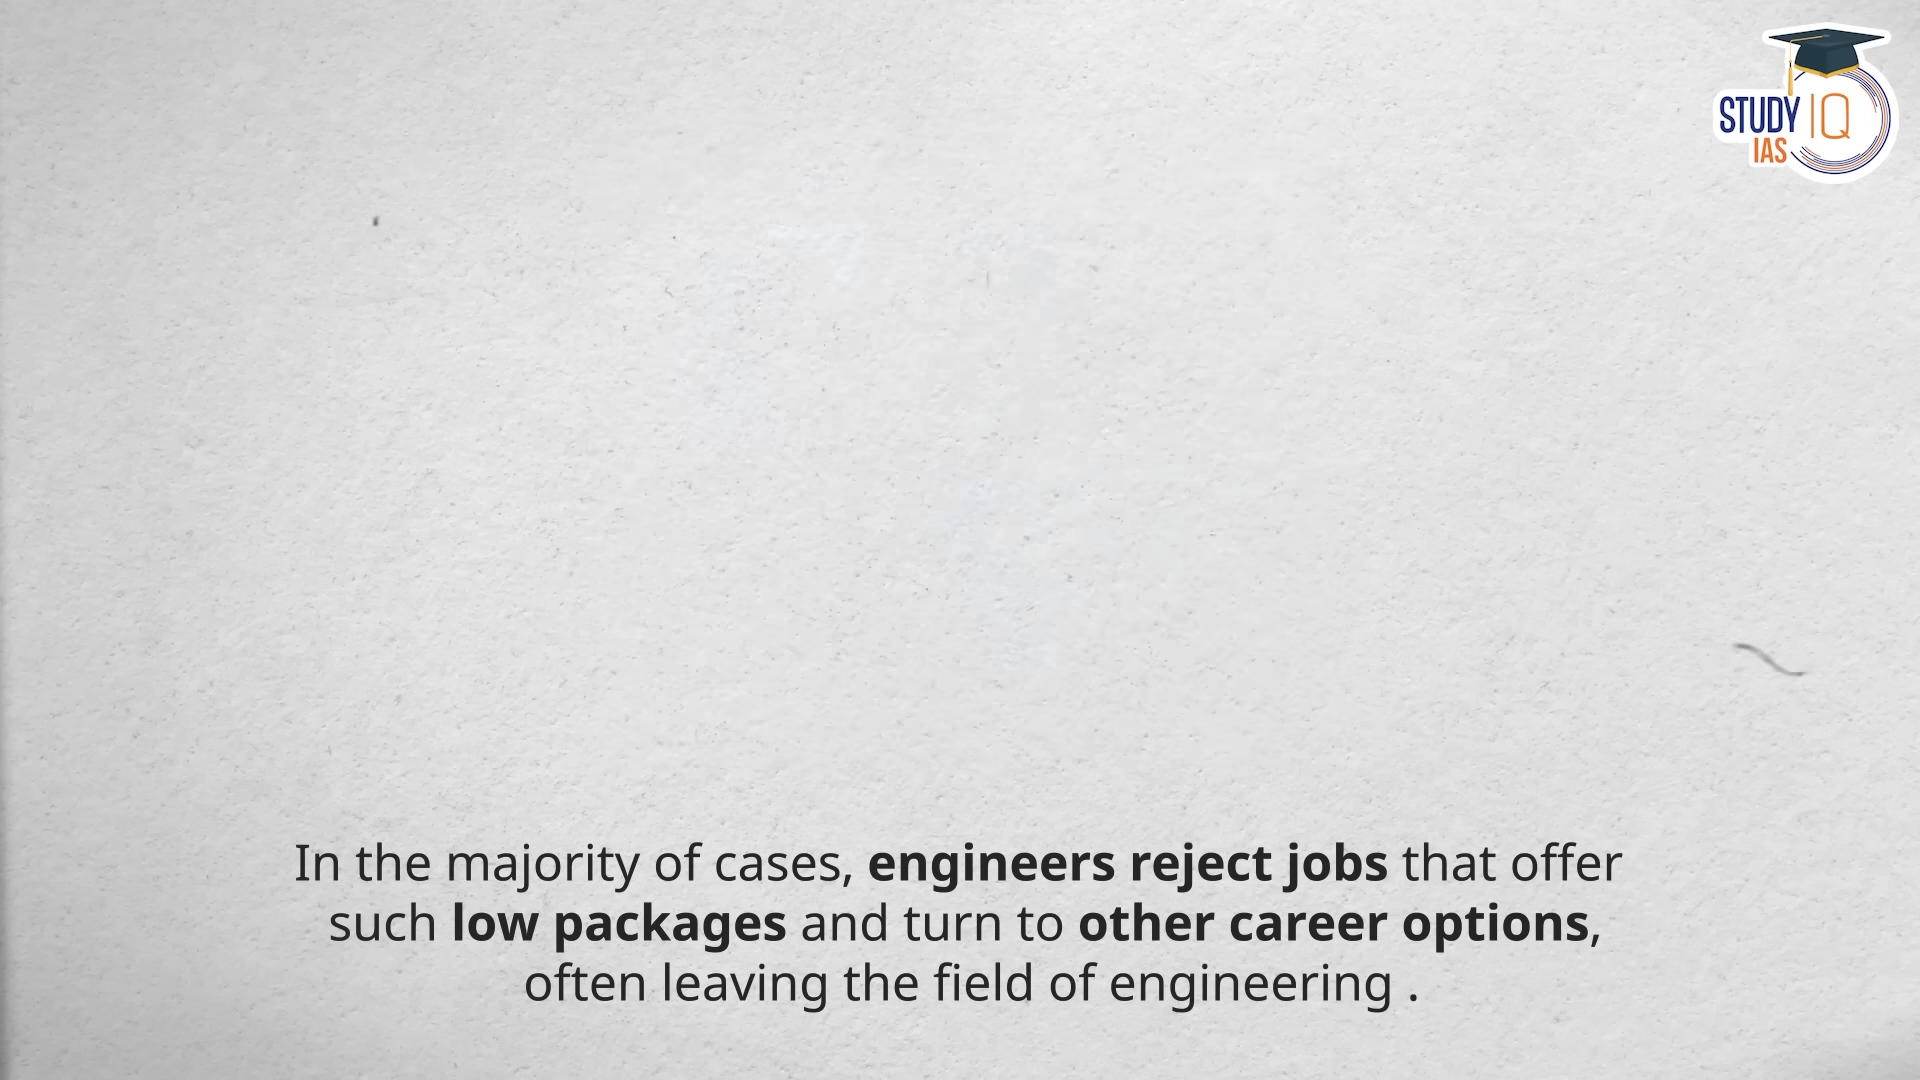 STUDY IQ
IAS
In the majority of cases, engineers reject jobs that offer
such low packages and turn to other career options,
often leaving the field of engineering .